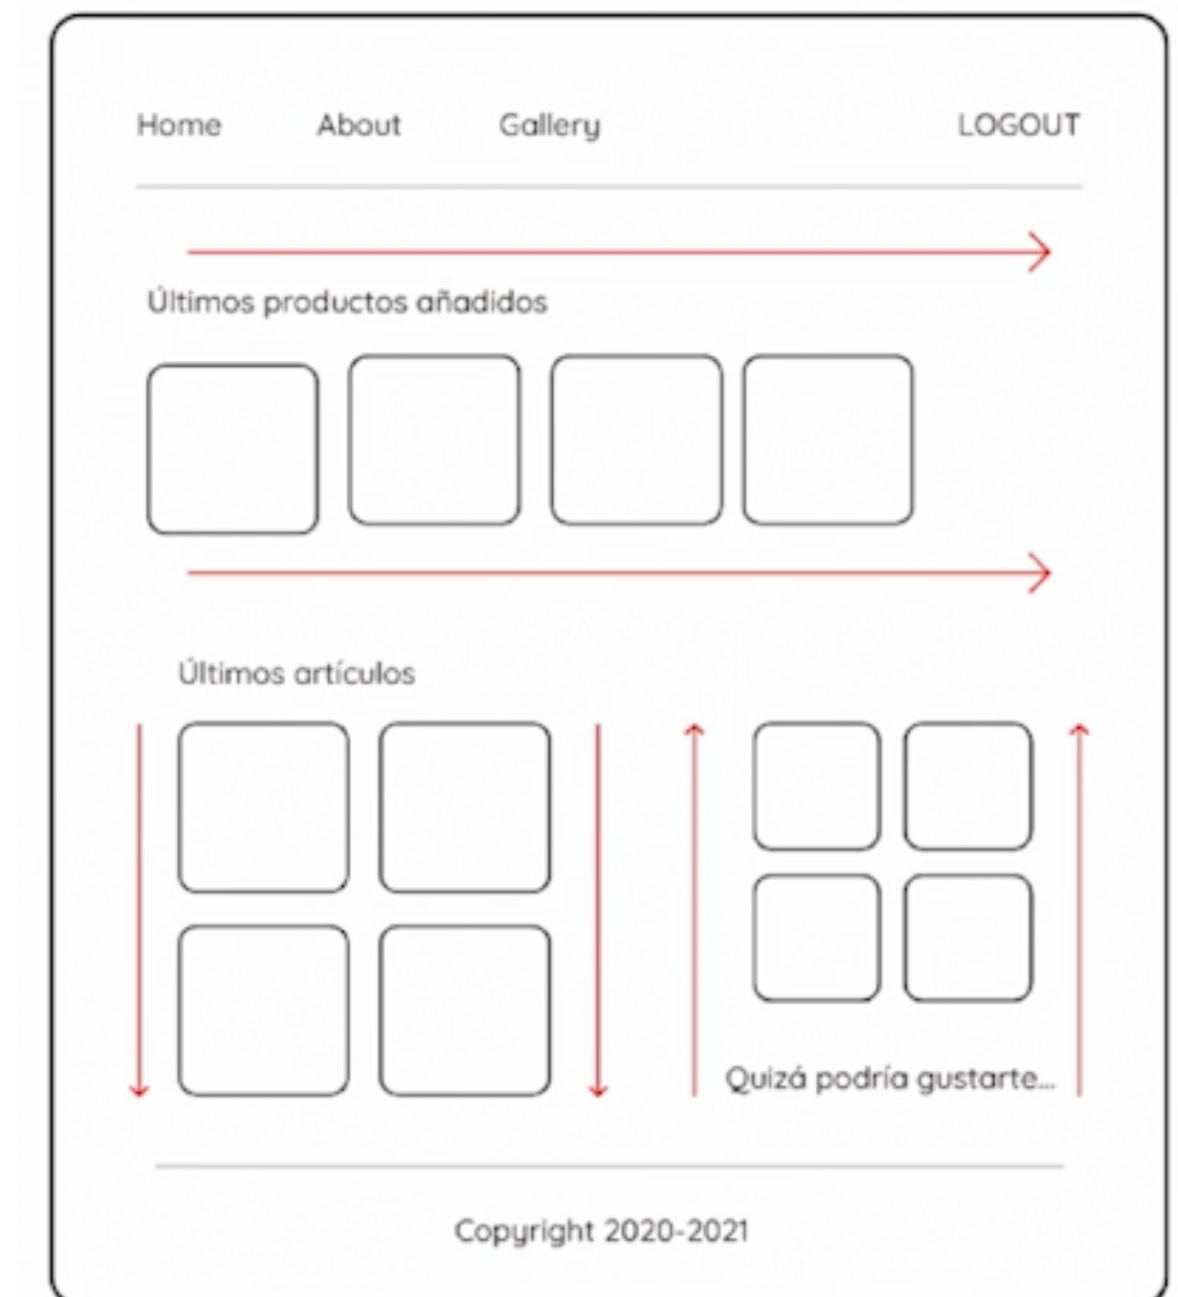 Home About Gallery LOGOUT
Últimos productos añadidos
Últimos artículos
Quizá podría gustarte...
Copyright 2020-2021